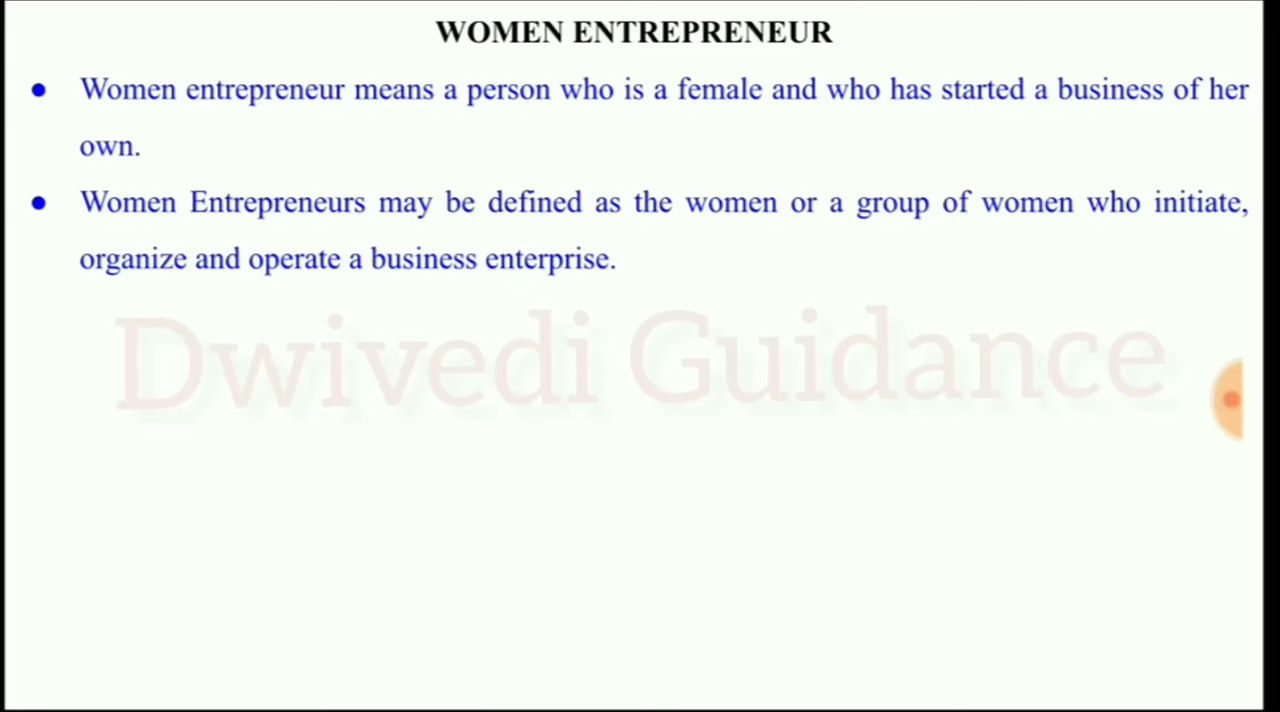 WOMEN ENTREPRENEUR
● Women entrepreneur means a person who is a female and who has started a business of her
own.
● Women Entrepreneurs may be defined as the women or a group of women who initiate,
organize and operate a business enterprise.
Dwivedi Guidance